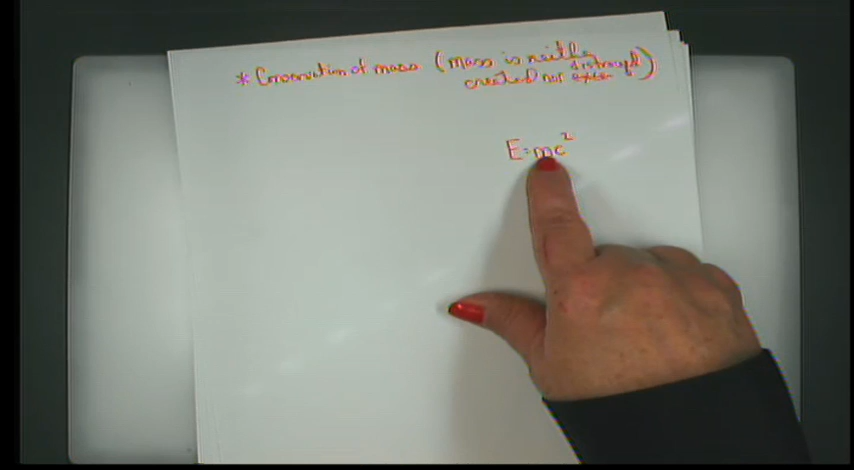 * Conservation of mass (mass is neither
created nor destroyed)
E=mc²